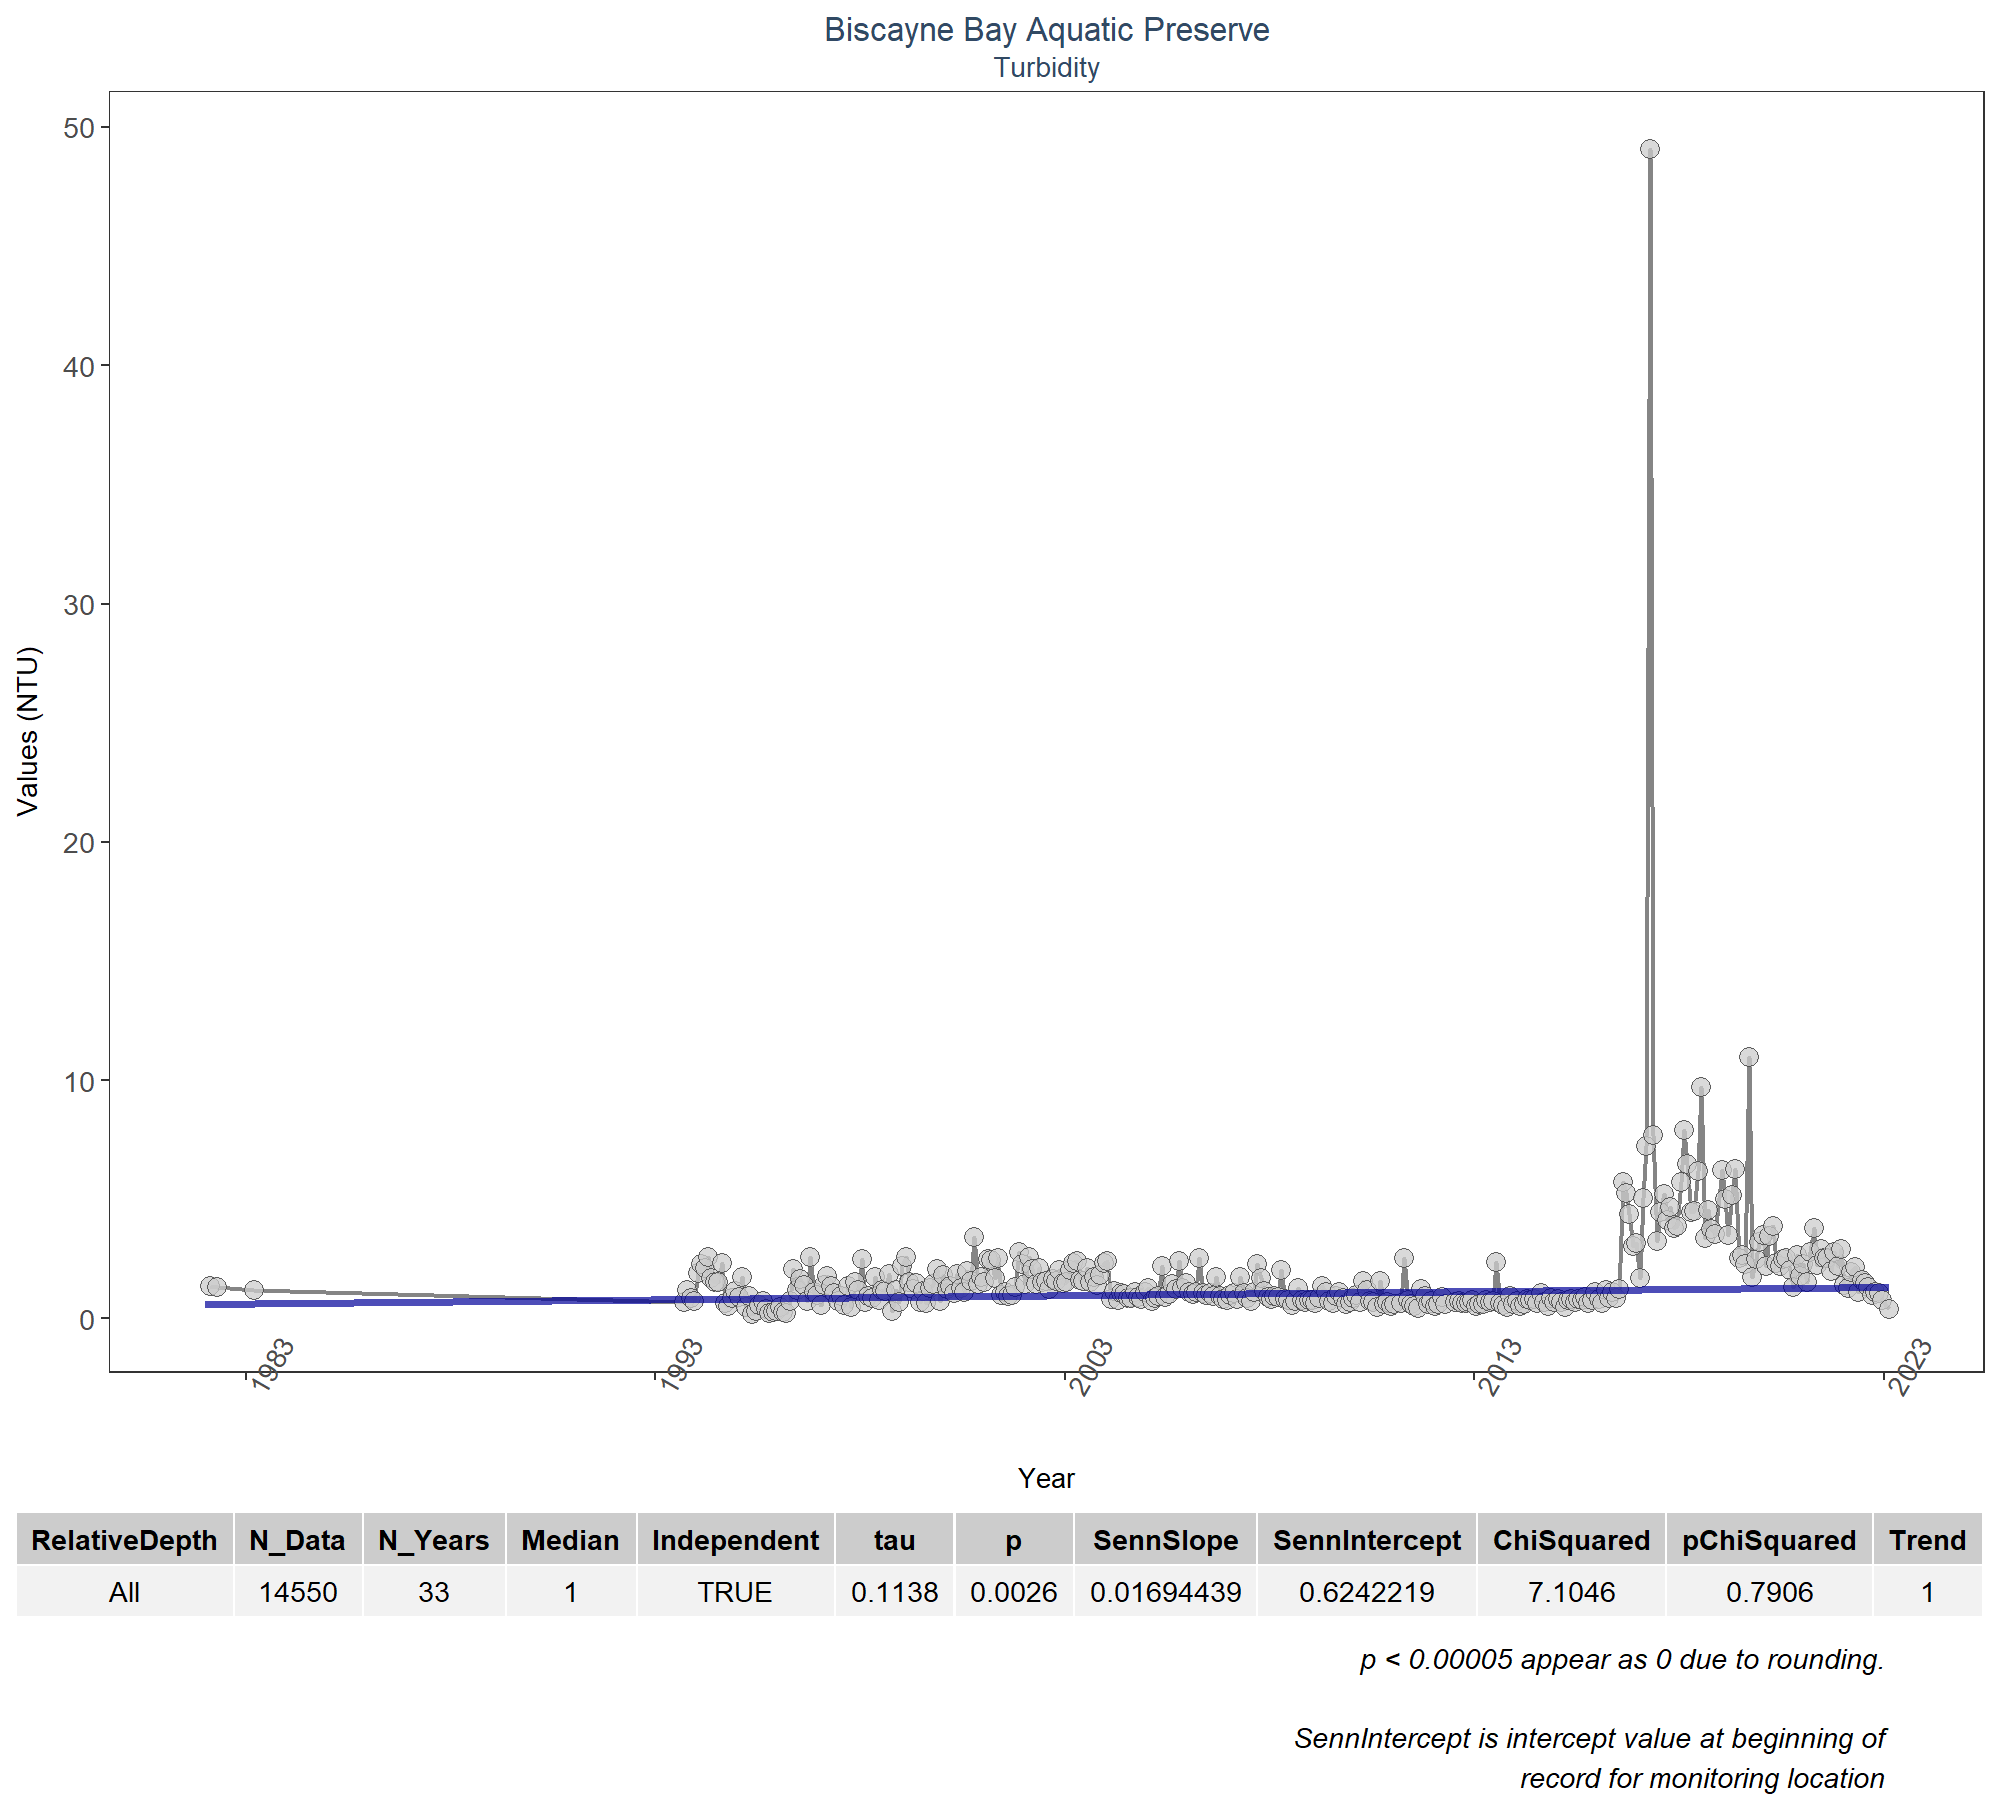 Biscayne Bay Aquatic Preserve
Turbidity
50
40
30
20
10
0
Values (NTU)
1983 1993 2003 2013 2023
Year
RelativeDepth N_Data N_Years Median Independent tau p SennSlope SennIntercept ChiSquared pChiSquared Trend
All 14550 33 1 TRUE 0.1138 0.0026 0.01694439 0.6242219 7.1046 0.7906 1
p < 0.00005 appear as 0 due to rounding.
SennIntercept is intercept value at beginning of
record for monitoring location